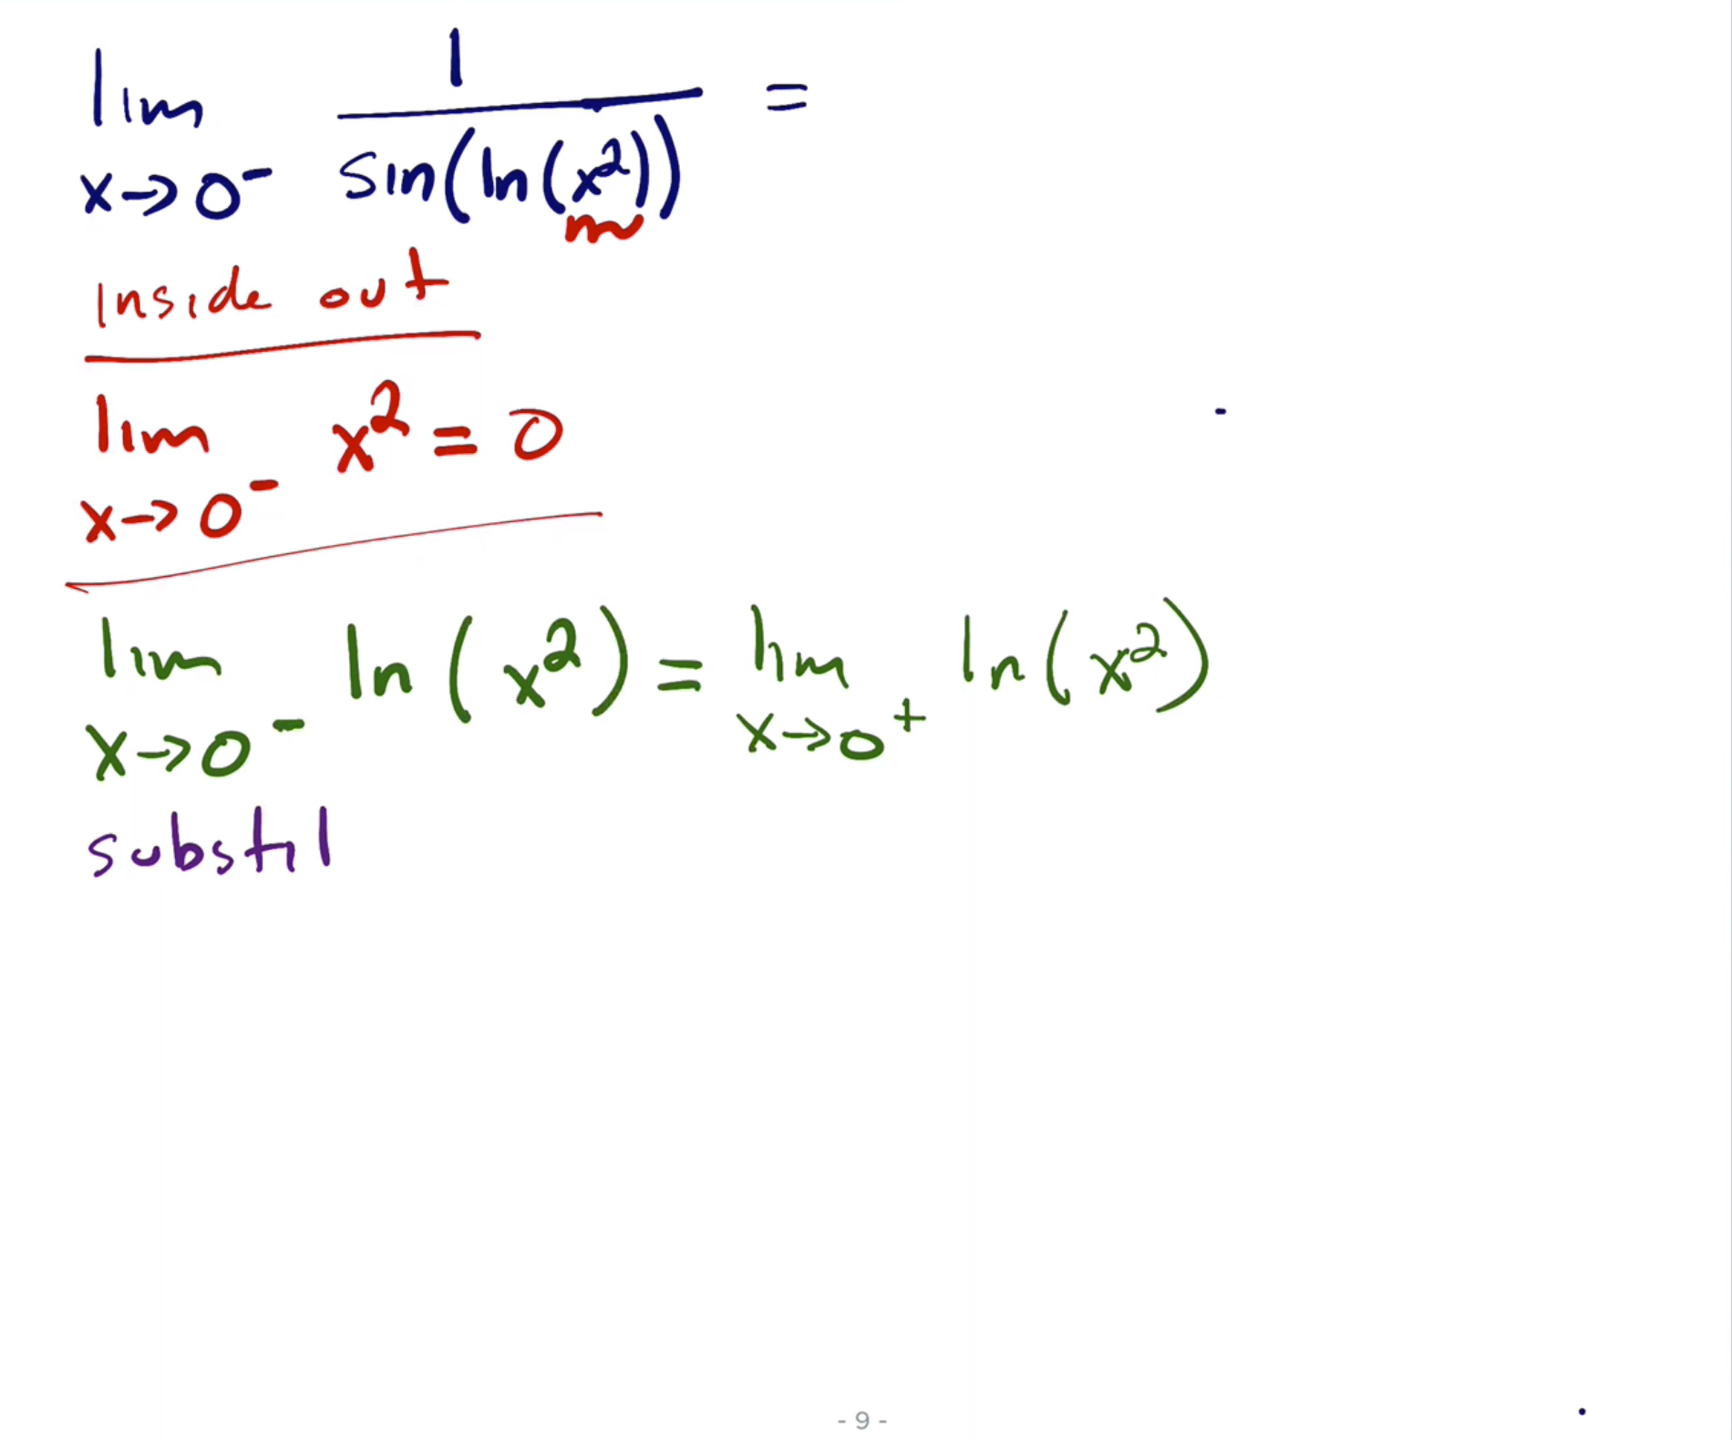 lim 1 =
x→0⁻ sin(ln(x²))
inside out
lim x² = 0
x→0⁻
lim ln(x²) = lim ln(x²)
x→0⁻ x→0⁺
substil
- 9 -